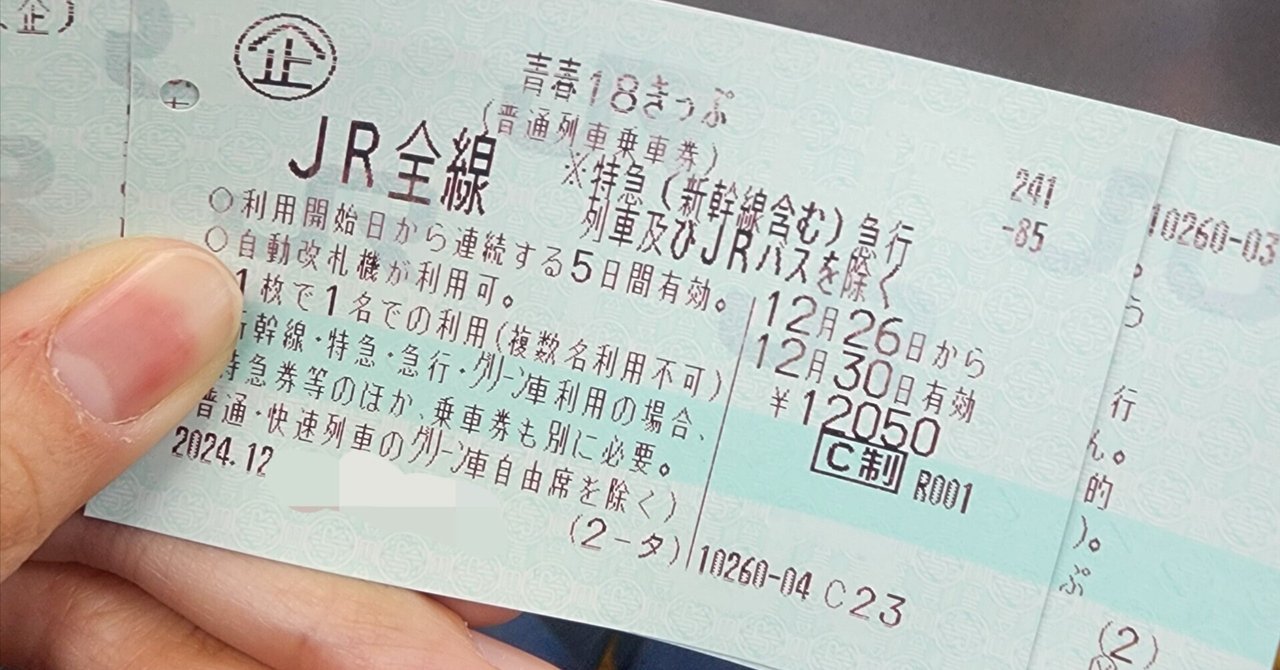 企)
企
青春18きっぷ
(普通列車乗車券)
JR全線
※特急(新幹線含む)急行
列車及びJRバスを除く
241
-85
○利用開始日から連続する5日間有効。
○自動改札機が利用可。
1枚で1名での利用(複数名利用不可)
幹線・特急・急行・グリーン車利用の場合、
特急券等のほか、乗車券も別に必要。
普通・快速列車のグリーン車自由席を除く)
12月26日から
12月30日有効
¥12050
C制 R001
2024.12
(2-タ)
10260-04 C23
10260-03
。
う
行
ん。
的
)。
ぷ
(2)